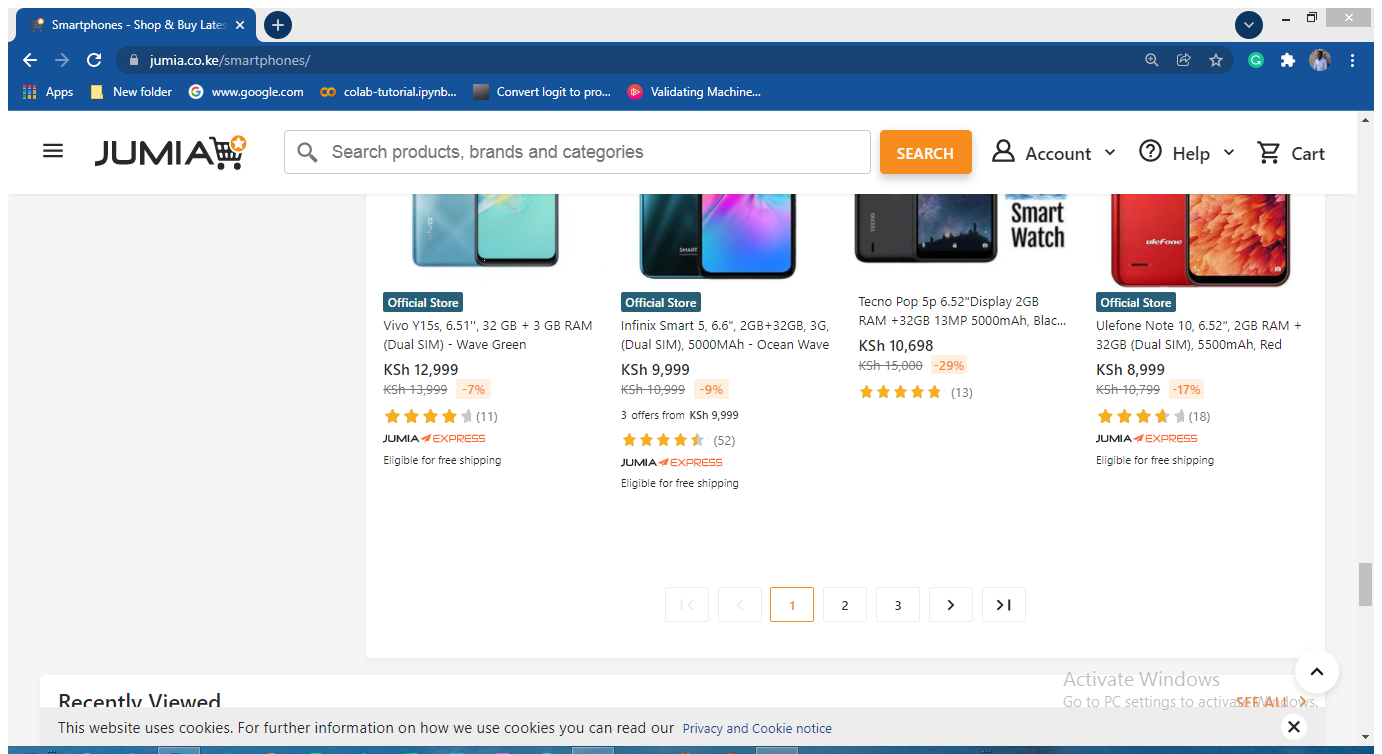 Smartphones - Shop & Buy Lates
jumia.co.ke/smartphones/
Apps New folder www.google.com colab-tutorial.ipynb... Convert logit to pro... Validating Machine...
JUMIA Search products, brands and categories SEARCH Account Help Cart
vivo
SMART
TECNO
Smart
Watch
uleFone
Official Store
Vivo Y15s, 6.51'', 32 GB + 3 GB RAM
(Dual SIM) - Wave Green
KSh 12,999
KSh 13,999 -7%
(11)
JUMIA EXPRESS
Eligible for free shipping
Official Store
Infinix Smart 5, 6.6", 2GB+32GB, 3G,
(Dual SIM), 5000MAh - Ocean Wave
KSh 9,999
KSh 10,999 -9%
3 offers from KSh 9,999
(52)
JUMIA EXPRESS
Eligible for free shipping
Tecno Pop 5p 6.52"Display 2GB
RAM +32GB 13MP 5000mAh, Blac...
KSh 10,698
KSh 15,000 -29%
(13)
Official Store
Ulefone Note 10, 6.52", 2GB RAM +
32GB (Dual SIM), 5500mAh, Red
KSh 8,999
KSh 10,799 -17%
(18)
JUMIA EXPRESS
Eligible for free shipping
1 2 3
Recently Viewed
SEE ALL
Activate Windows
Go to PC settings to activate Windows.
This website uses cookies. For further information on how we use cookies you can read our Privacy and Cookie notice